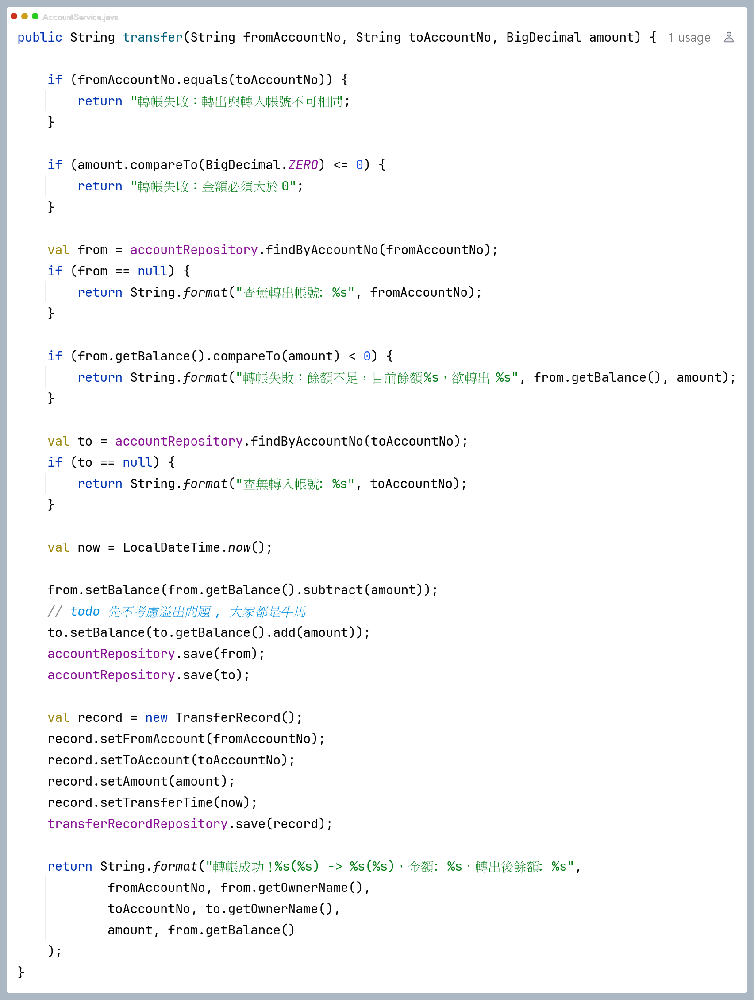 AccountService.java
public String transfer(String fromAccountNo, String toAccountNo, BigDecimal amount) { 1 usage
if (fromAccountNo.equals(toAccountNo)) {
return "轉帳失敗：轉出與轉入帳號不可相同";
}
if (amount.compareTo(BigDecimal.ZERO) <= 0) {
return "轉帳失敗：金額必須大於 0";
}
val from = accountRepository.findByAccountNo(fromAccountNo);
if (from == null) {
return String.format("查無轉出帳號: %s", fromAccountNo);
}
if (from.getBalance().compareTo(amount) < 0) {
return String.format("轉帳失敗：餘額不足，目前餘額 %s，欲轉出 %s", from.getBalance(), amount);
}
val to = accountRepository.findByAccountNo(toAccountNo);
if (to == null) {
return String.format("查無轉入帳號: %s", toAccountNo);
}
val now = LocalDateTime.now();
from.setBalance(from.getBalance().subtract(amount));
// todo 先不考慮溢出問題 , 大家都是牛馬
to.setBalance(to.getBalance().add(amount));
accountRepository.save(from);
accountRepository.save(to);
val record = new TransferRecord();
record.setFromAccount(fromAccountNo);
record.setToAccount(toAccountNo);
record.setAmount(amount);
record.setTransferTime(now);
transferRecordRepository.save(record);
return String.format("轉帳成功！%s(%s) -> %s(%s)，金額: %s，轉出後餘額: %s",
fromAccountNo, from.getOwnerName(),
toAccountNo, to.getOwnerName(),
amount, from.getBalance()
);
}